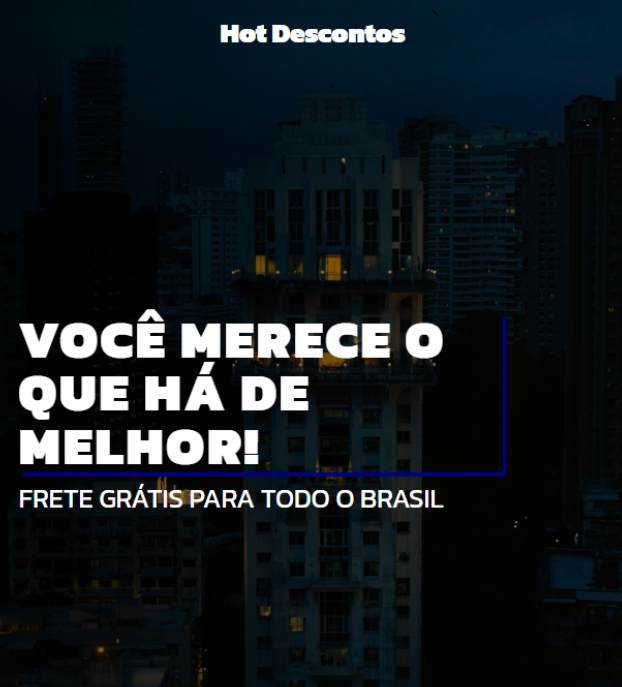 Hot Descontos
VOCÊ MERECE O
QUE HÁ DE
MELHOR!
FRETE GRÁTIS PARA TODO O BRASIL